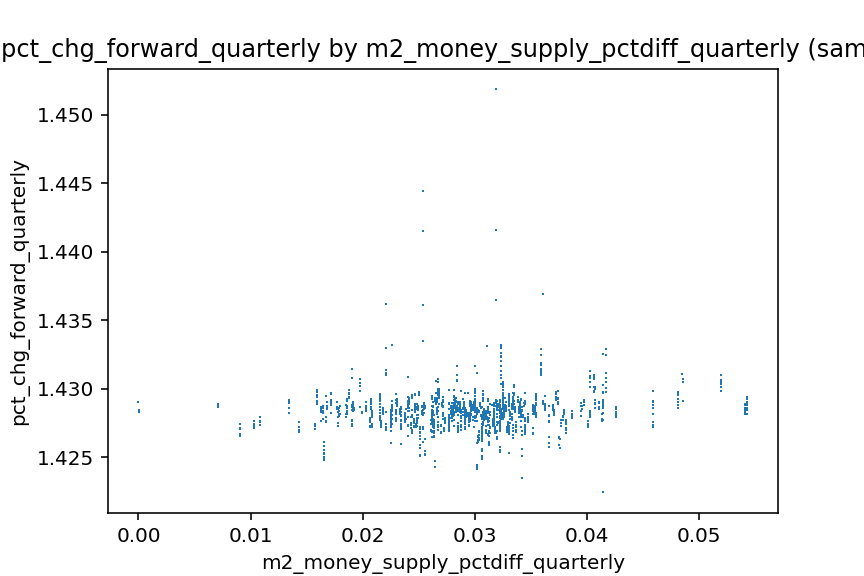 pct_chg_forward_quarterly by m2_money_supply_pctdiff_quarterly (sam
1.450
1.445
1.440
1.435
1.430
1.425
pct_chg_forward_quarterly
0.00 0.01 0.02 0.03 0.04 0.05
m2_money_supply_pctdiff_quarterly